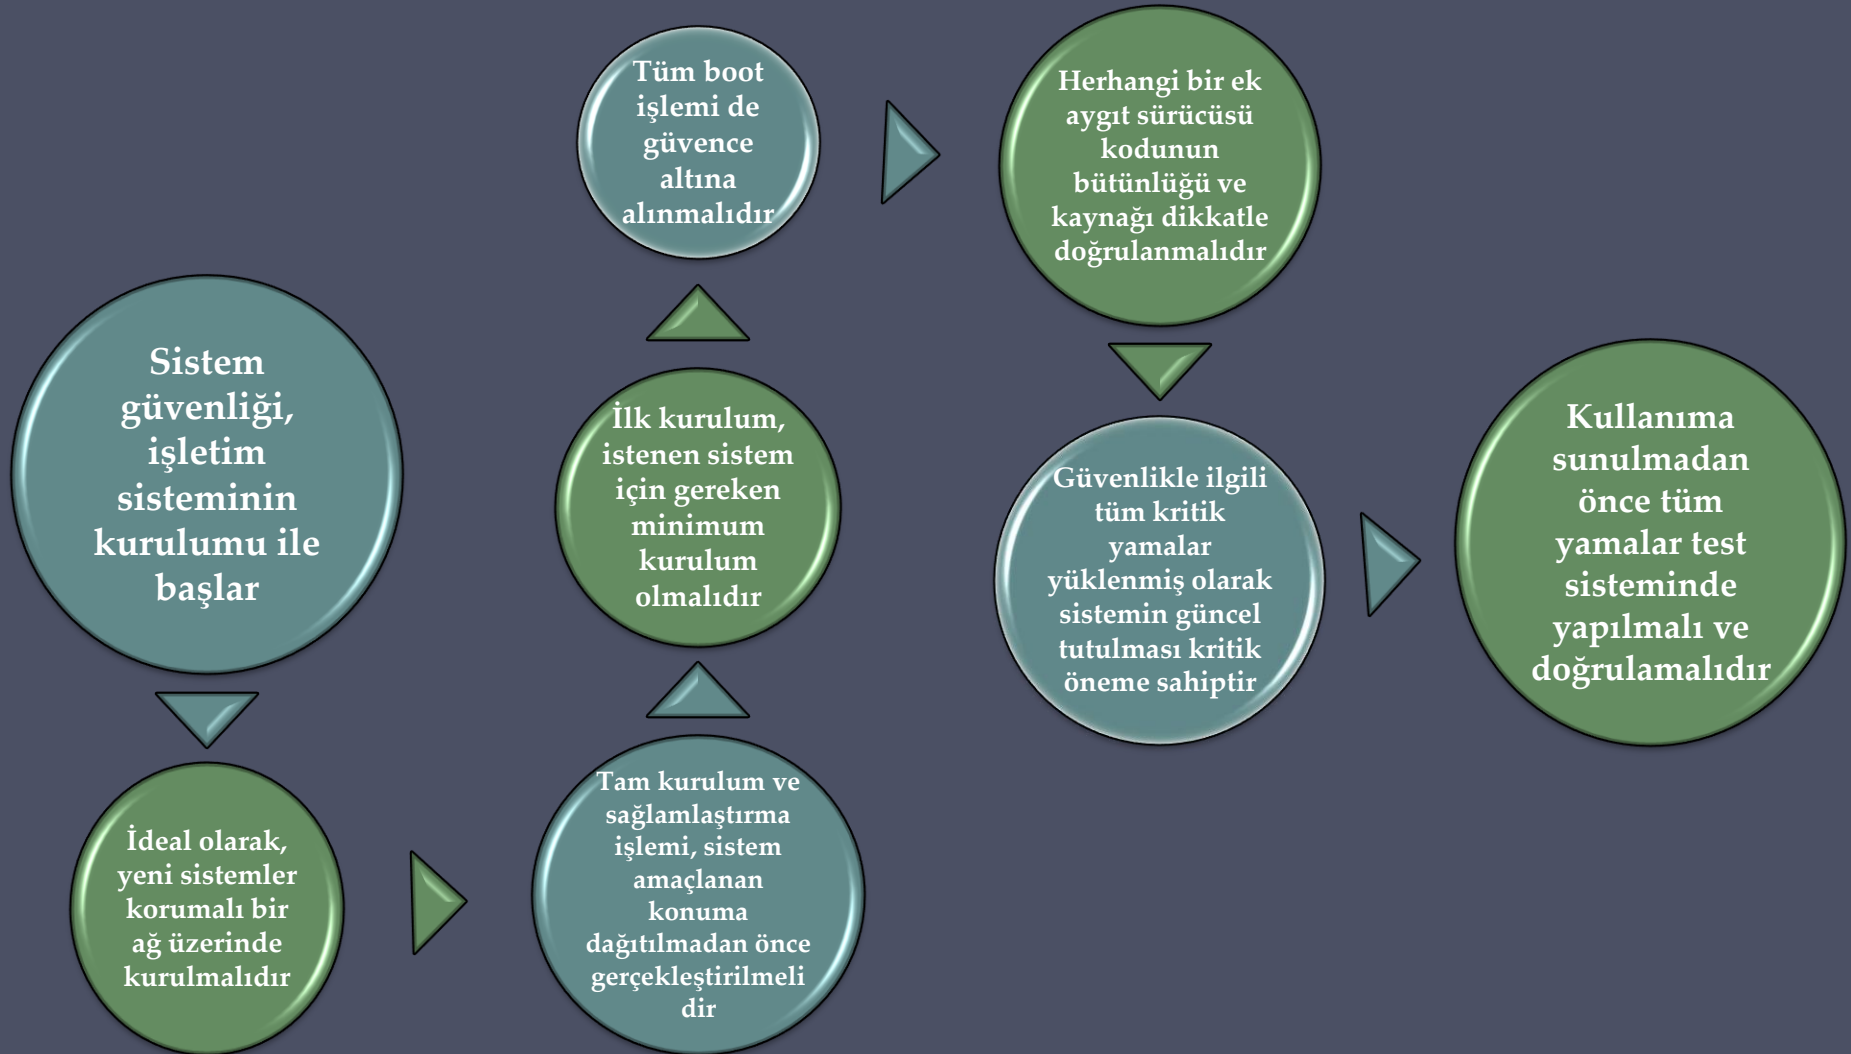 Sistem
güvenliği,
işletim
sisteminin
kurulumu ile
başlar
İdeal olarak,
yeni sistemler
korumalı bir
ağ üzerinde
kurulmalıdır
Tam kurulum ve
sağlamlaştırma
işlemi, sistem
amaçlanan
konuma
dağıtılmadan önce
gerçekleştirilmeli
dir
İlk kurulum,
istenen sistem
için gereken
minimum
kurulum
olmalıdır
Tüm boot
işlemi de
güvence
altına
alınmalıdır
Herhangi bir ek
aygıt sürücüsü
kodunun
bütünlüğü ve
kaynağı dikkatle
doğrulanmalıdır
Güvenlikle ilgili
tüm kritik
yamalar
yüklenmiş olarak
sistemin güncel
tutulması kritik
öneme sahiptir
Kullanıma
sunulmadan
önce tüm
yamalar test
sisteminde
yapılmalı ve
doğrulamalıdır